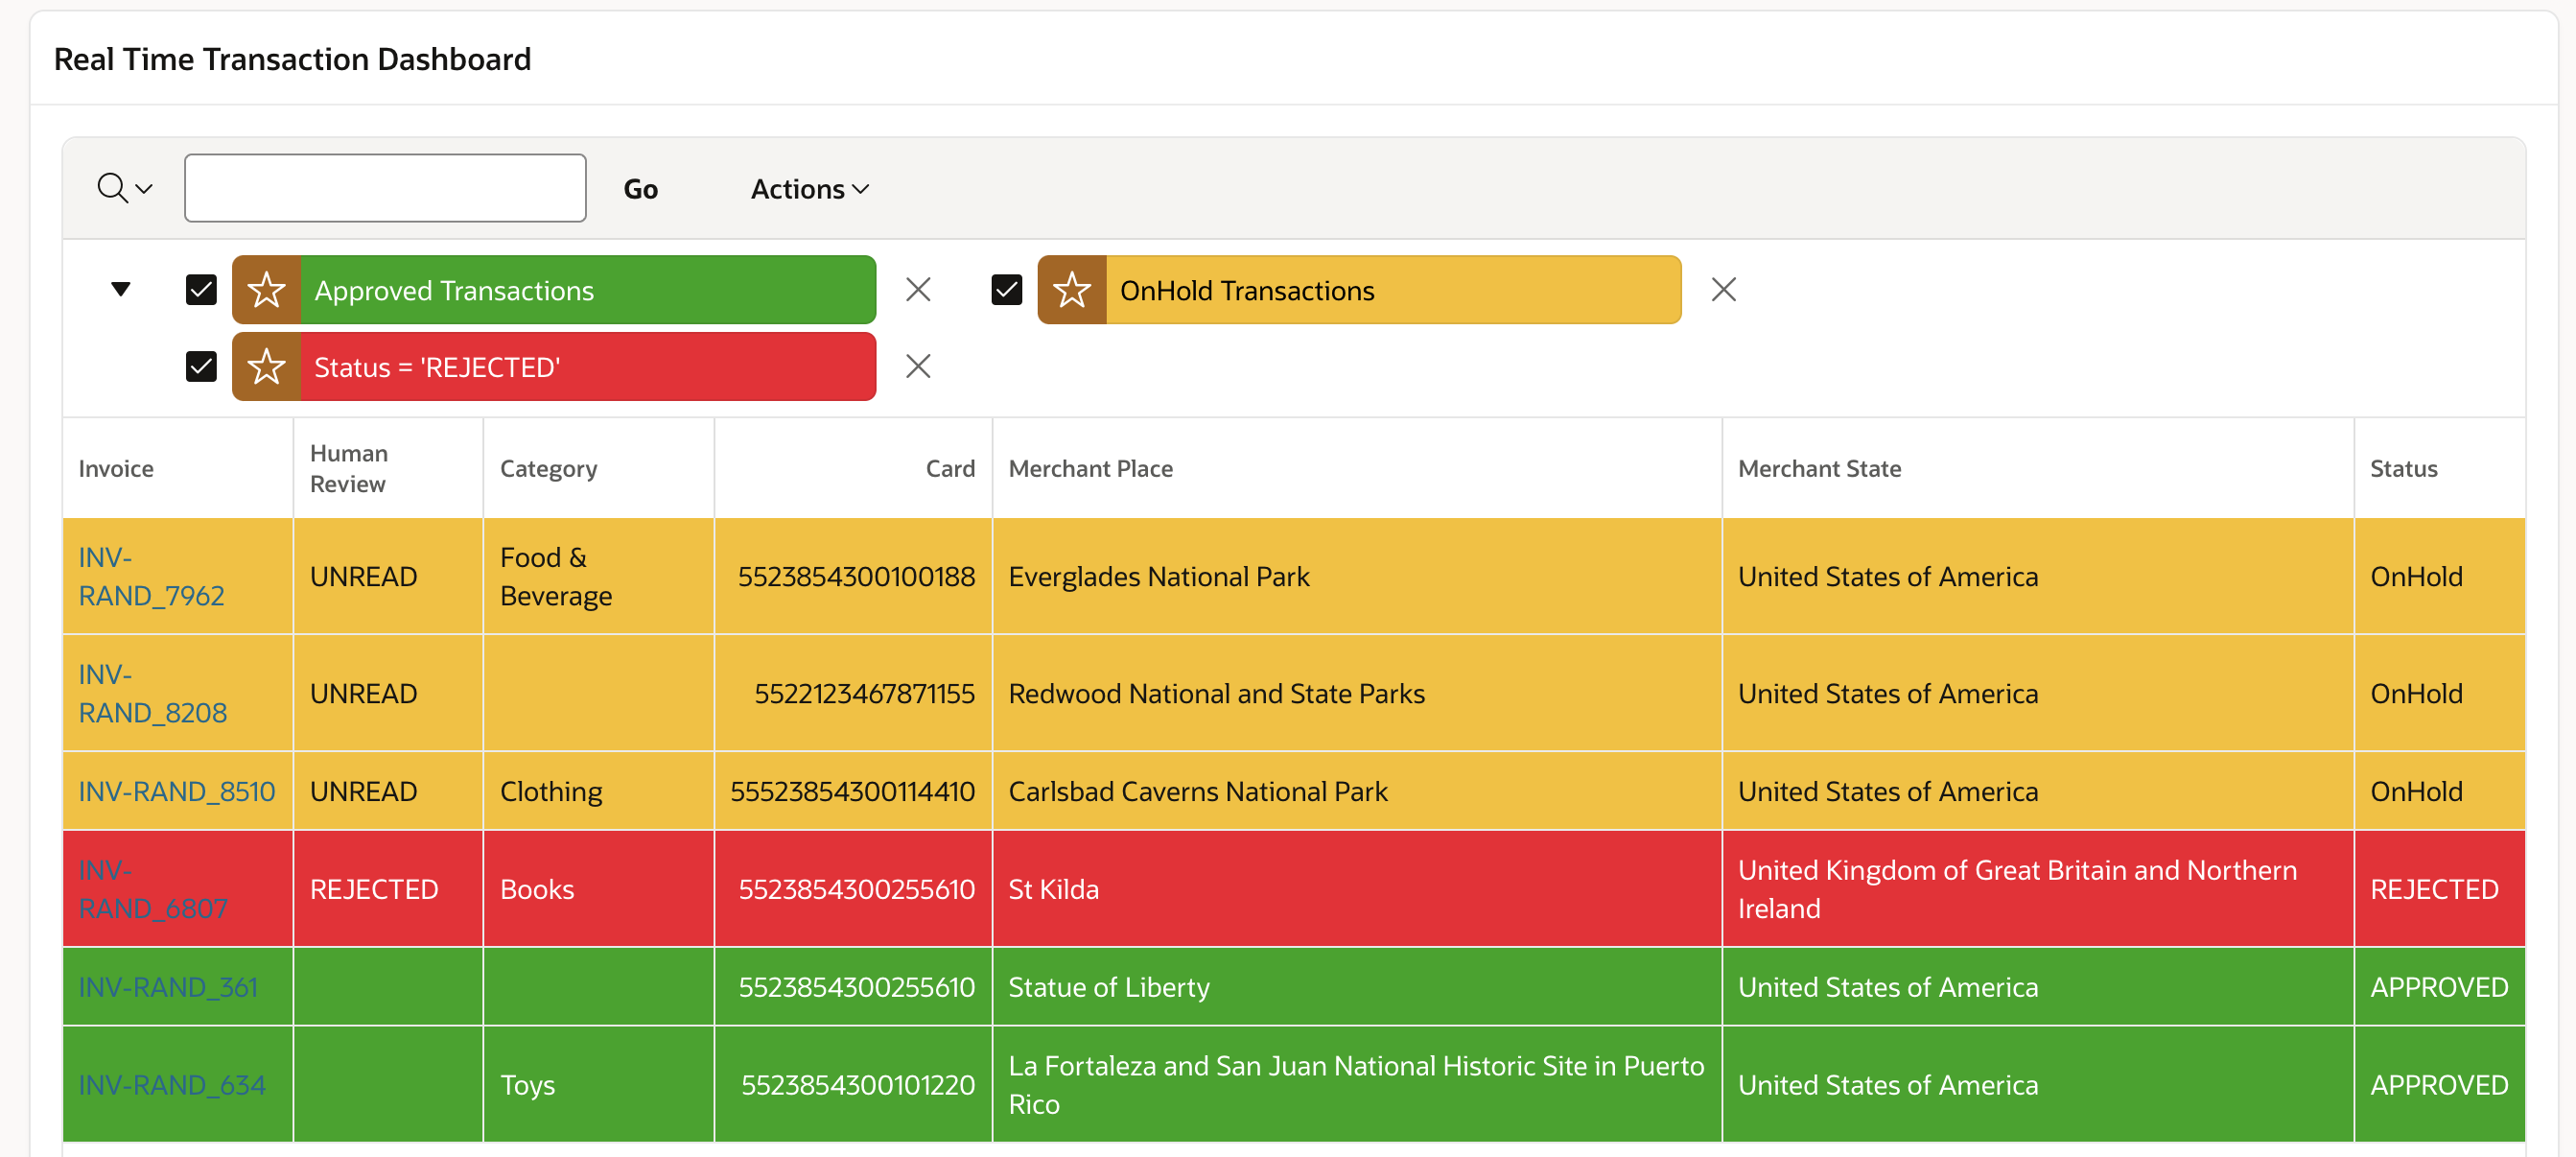 Real Time Transaction Dashboard
Go Actions
Approved Transactions OnHold Transactions
Status = 'REJECTED'
Invoice Human Review Category Card Merchant Place Merchant State Status
INV-RAND_7962 UNREAD Food & Beverage 5523854300100188 Everglades National Park United States of America OnHold
INV-RAND_8208 UNREAD 5522123467871155 Redwood National and State Parks United States of America OnHold
INV-RAND_8510 UNREAD Clothing 55523854300114410 Carlsbad Caverns National Park United States of America OnHold
INV-RAND_6807 REJECTED Books 5523854300255610 St Kilda United Kingdom of Great Britain and Northern Ireland REJECTED
INV-RAND_361 5523854300255610 Statue of Liberty United States of America APPROVED
INV-RAND_634 Toys 5523854300101220 La Fortaleza and San Juan National Historic Site in Puerto Rico United States of America APPROVED